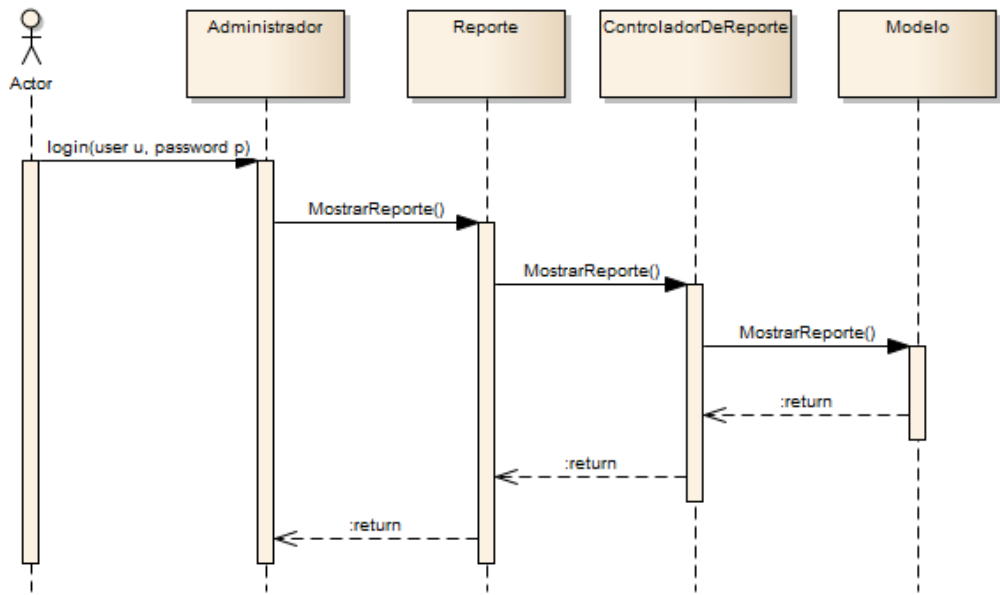 Actor
Administrador
Reporte
ControladorDeReporte
Modelo
login(user u, password p)
MostrarReporte()
MostrarReporte()
MostrarReporte()
:return
:return
:return